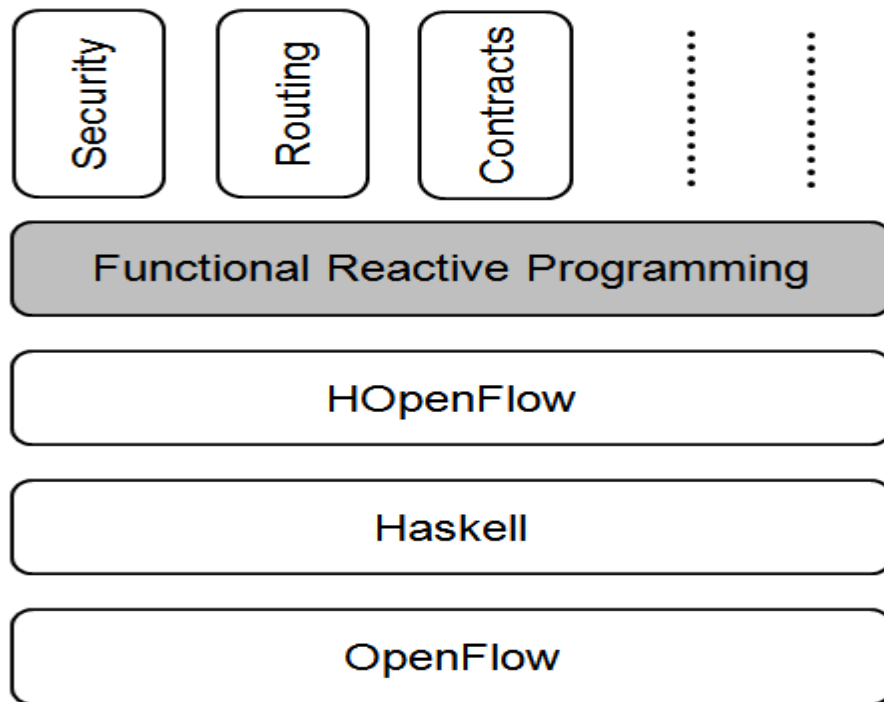 Security
Routing
Contracts
Functional Reactive Programming
HOpenFlow
Haskell
OpenFlow